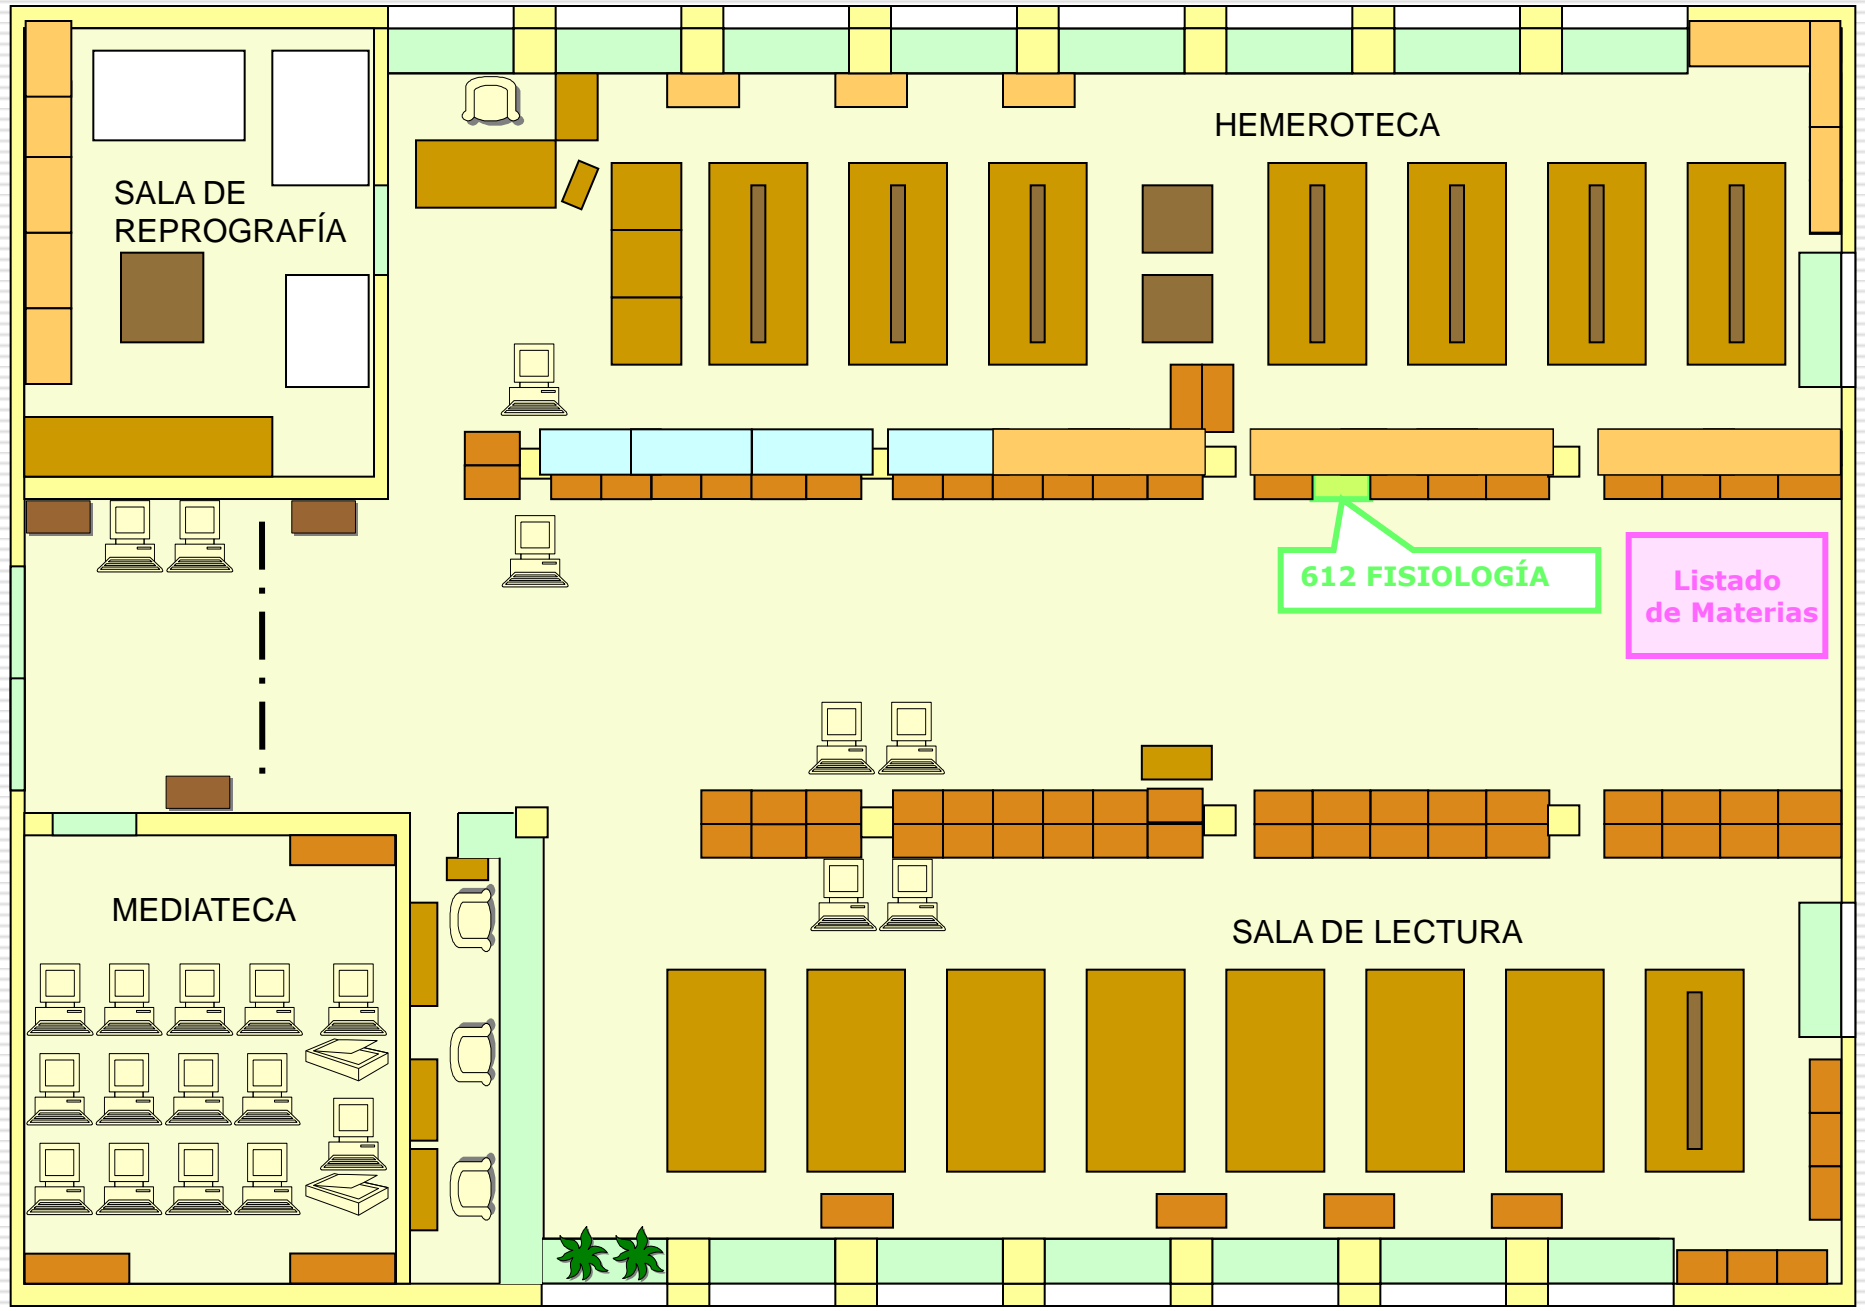 HEMEROTECA
SALA DE
REPROGRAFÍA
612 FISIOLOGÍA
Listado
de Materias
MEDIATECA
SALA DE LECTURA